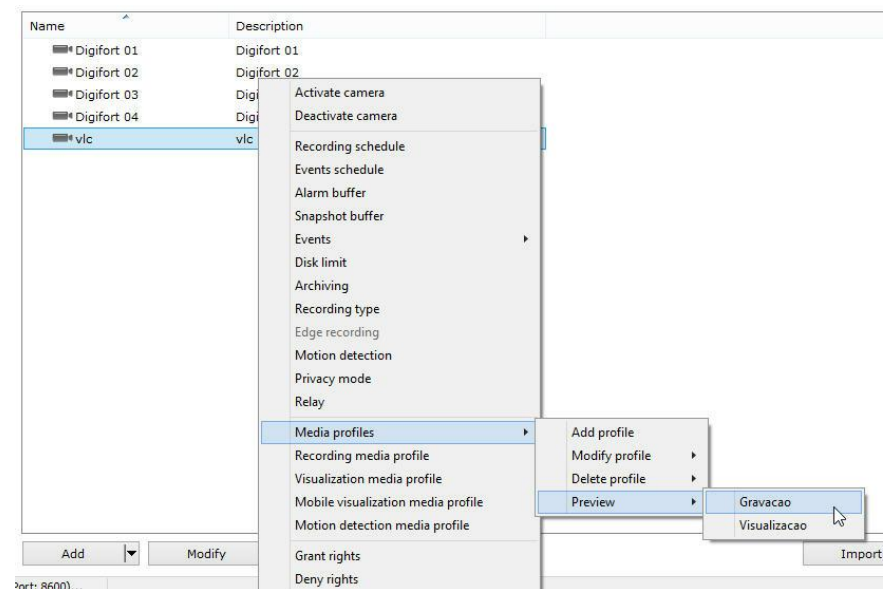 Name Description
Digifort 01 Digifort 01
Digifort 02 Digifort 02
Digifort 03 Digi
Digifort 04 Digi
vlc vlc
Activate camera
Deactivate camera
Recording schedule
Events schedule
Alarm buffer
Snapshot buffer
Events
Disk limit
Archiving
Recording type
Edge recording
Motion detection
Privacy mode
Relay
Media profiles
Recording media profile
Visualization media profile
Mobile visualization media profile
Motion detection media profile
Grant rights
Deny rights
Add profile
Modify profile
Delete profile
Preview
Gravacao
Visualizacao
Add Modify Import
Port: 8600)...